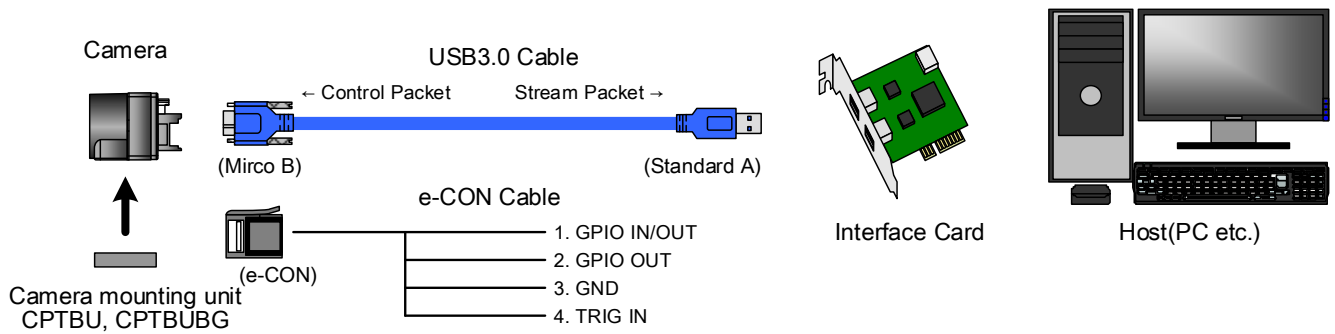 Camera
USB3.0 Cable
← Control Packet
Stream Packet →
(Mirco B)
(Standard A)
e-CON Cable
(e-CON)
1. GPIO IN/OUT
2. GPIO OUT
3. GND
4. TRIG IN
Camera mounting unit
CPTBU, CPTBUBG
Interface Card
Host(PC etc.)